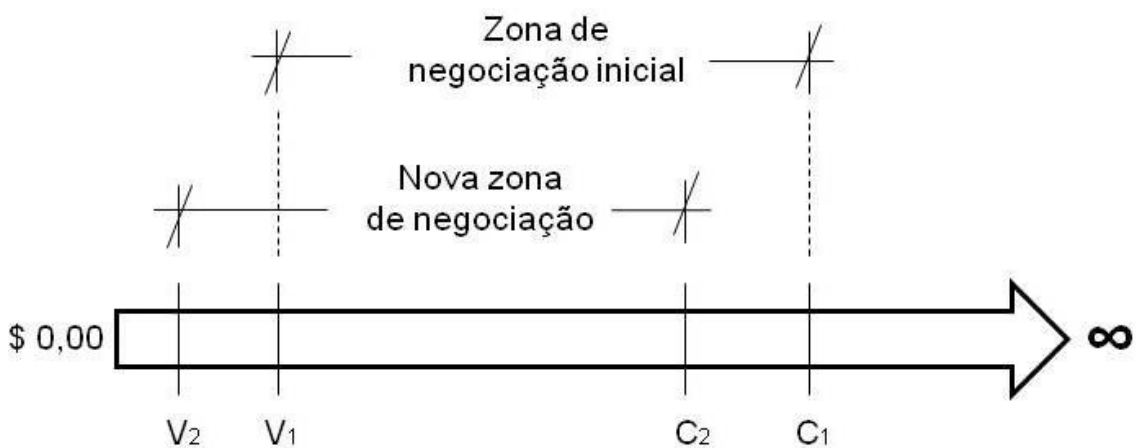 Zona de
negociação inicial
Nova zona
de negociação
$ 0,00
∞
V2
V1
C2
C1